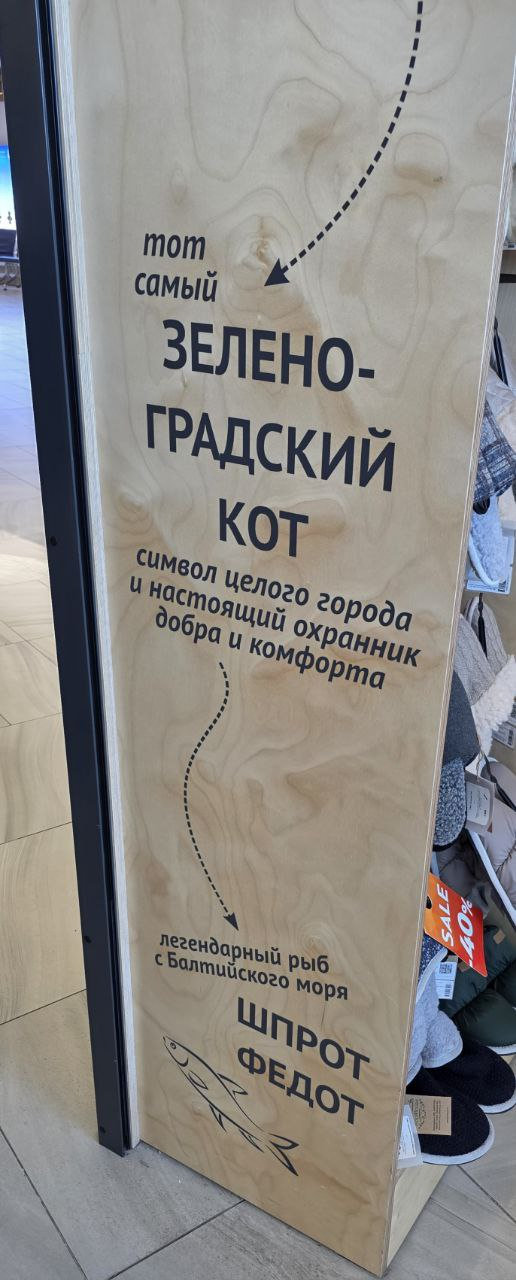 тот
самый
ЗЕЛЕНО-
ГРАДСКИЙ
КОТ
символ целого города
и настоящий охранник
добра и комфорта
легендарный рыб
с Балтийского моря
ШПРОТ
ФЕДОТ
SALE
-40%